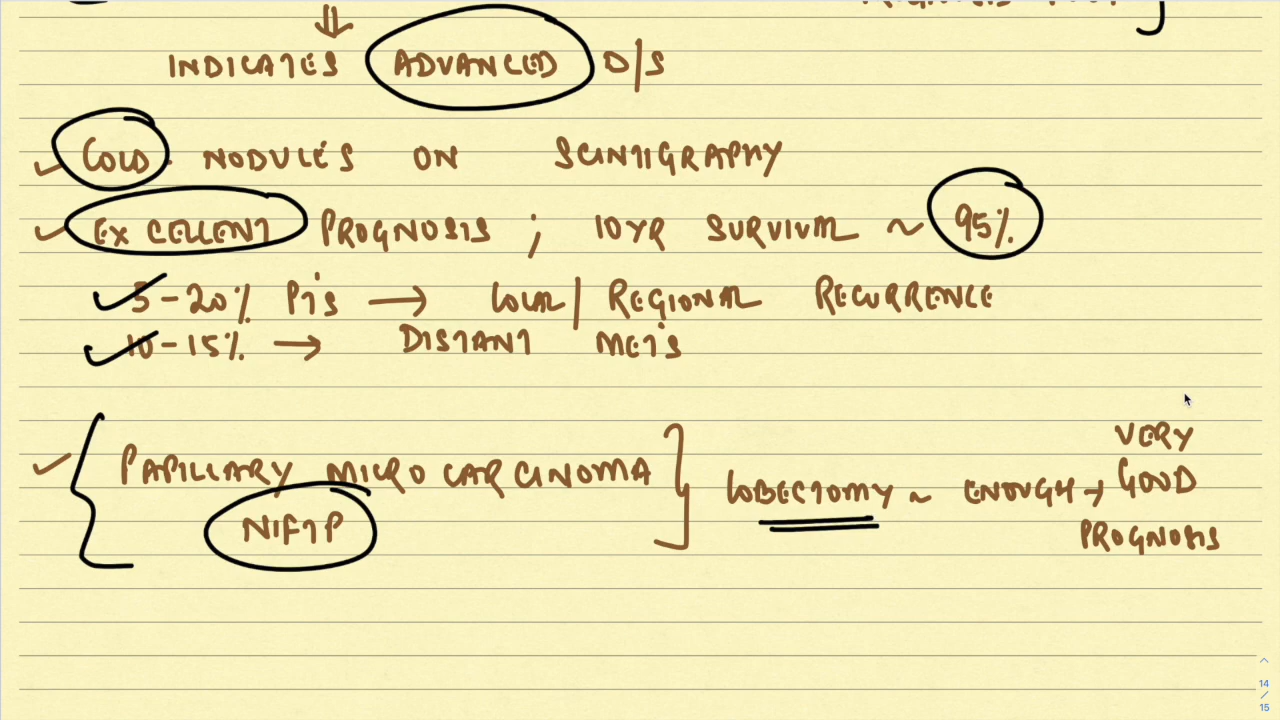 INDICATES ADVANCED D/S
COLD NODULES ON SCINTIGRAPHY
EXCELLENT PROGNOSIS ; 10YR SURVIVAL ~ 95%
5-20% PTS → LOCAL/ REGIONAL RECURRENCE
10-15% → DISTANT METS
PAPILLARY MICROCARCINOMA
NIFTP
LOBECTOMY ~ ENOUGH → VERY
GOOD
PROGNOSIS
14
/
15